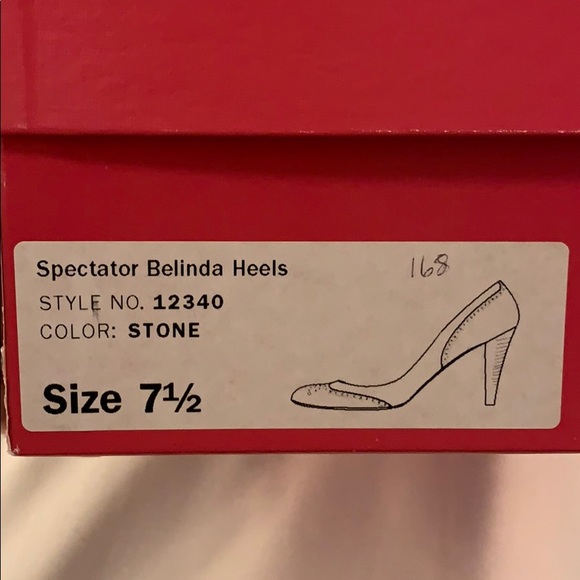 Spectator Belinda Heels
168
STYLE NO. 12340
COLOR: STONE
Size 7½